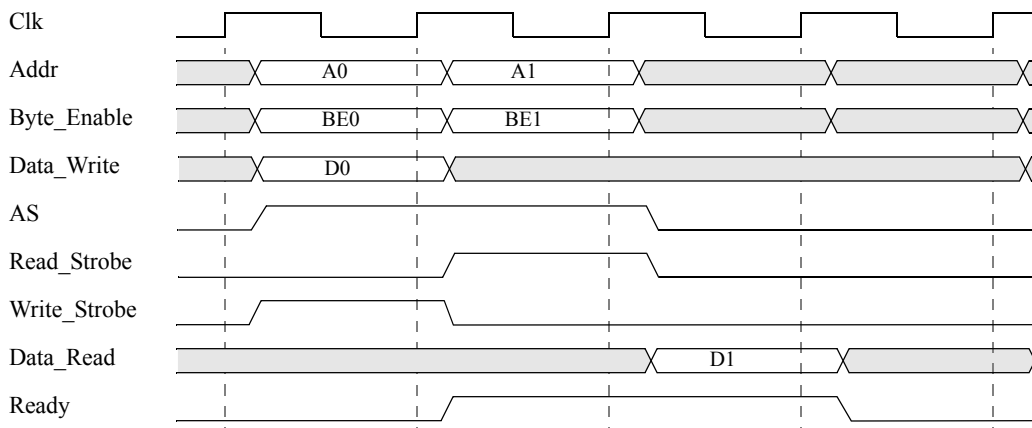 Clk
Addr A0 A1
Byte_Enable BE0 BE1
Data_Write D0
AS
Read_Strobe
Write_Strobe
Data_Read D1
Ready